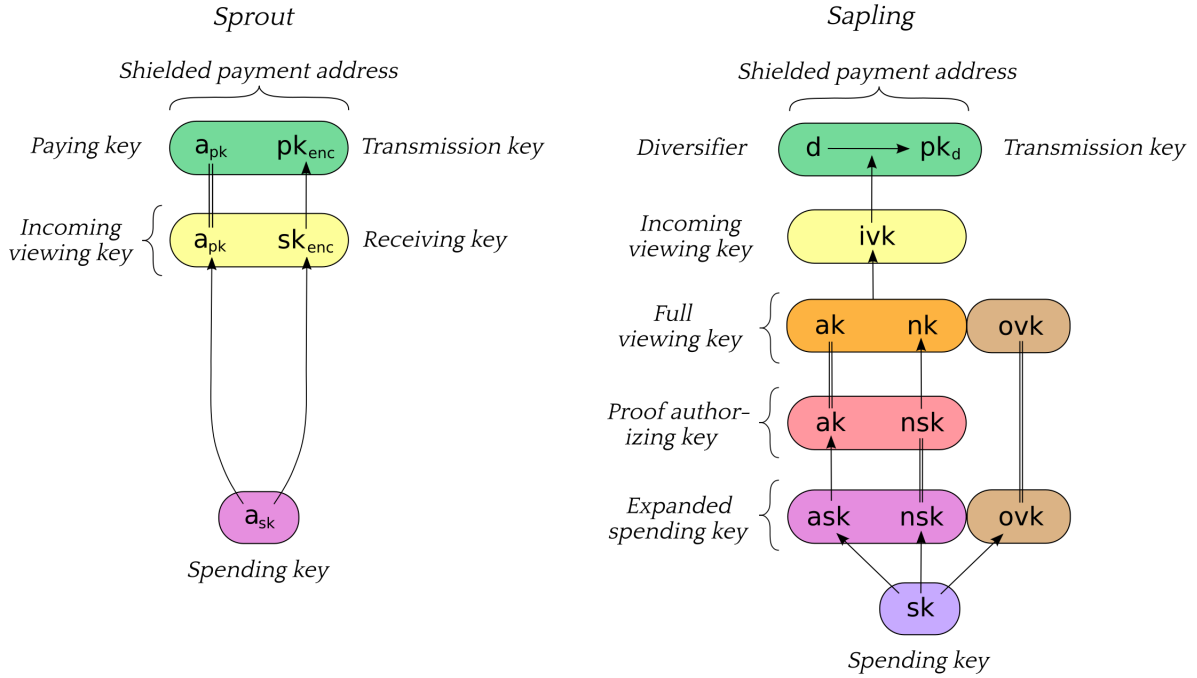 Sprout
Shielded payment address
Paying key
a_pk
pk_enc
Transmission key
Incoming
viewing key
a_pk
sk_enc
Receiving key
a_sk
Spending key
Sapling
Shielded payment address
Diversifier
d
pk_d
Transmission key
Incoming
viewing key
ivk
Full
viewing key
ak
nk
ovk
Proof author-
izing key
ak
nsk
Expanded
spending key
ask
nsk
ovk
sk
Spending key